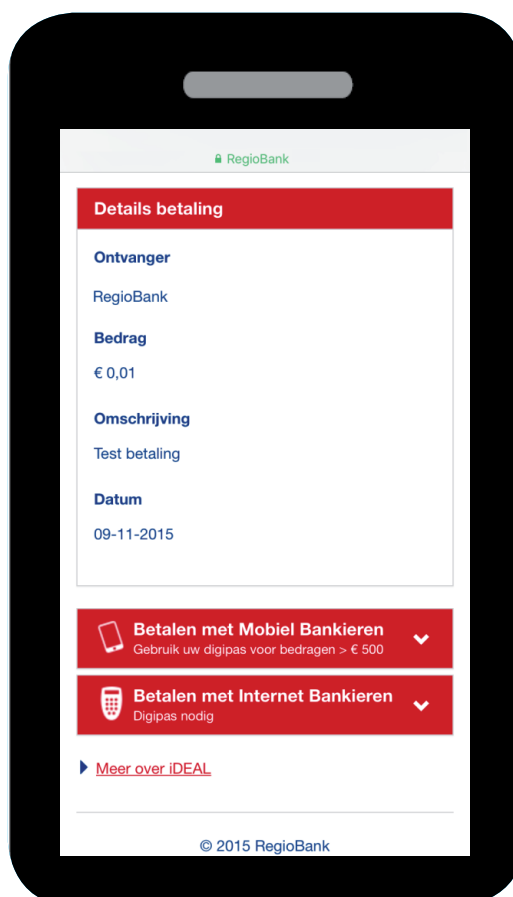 RegioBank
Details betaling
Ontvanger
RegioBank
Bedrag
€ 0,01
Omschrijving
Test betaling
Datum
09-11-2015
Betalen met Mobiel Bankieren
Gebruik uw digipas voor bedragen > € 500
Betalen met Internet Bankieren
Digipas nodig
Meer over iDEAL
© 2015 RegioBank